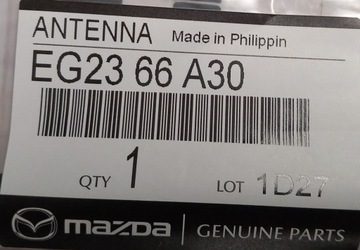 ANTENNA Made in Philippin
EG23 66 A30
QTY 1 LOT 1D27
mazda GENUINE PARTS